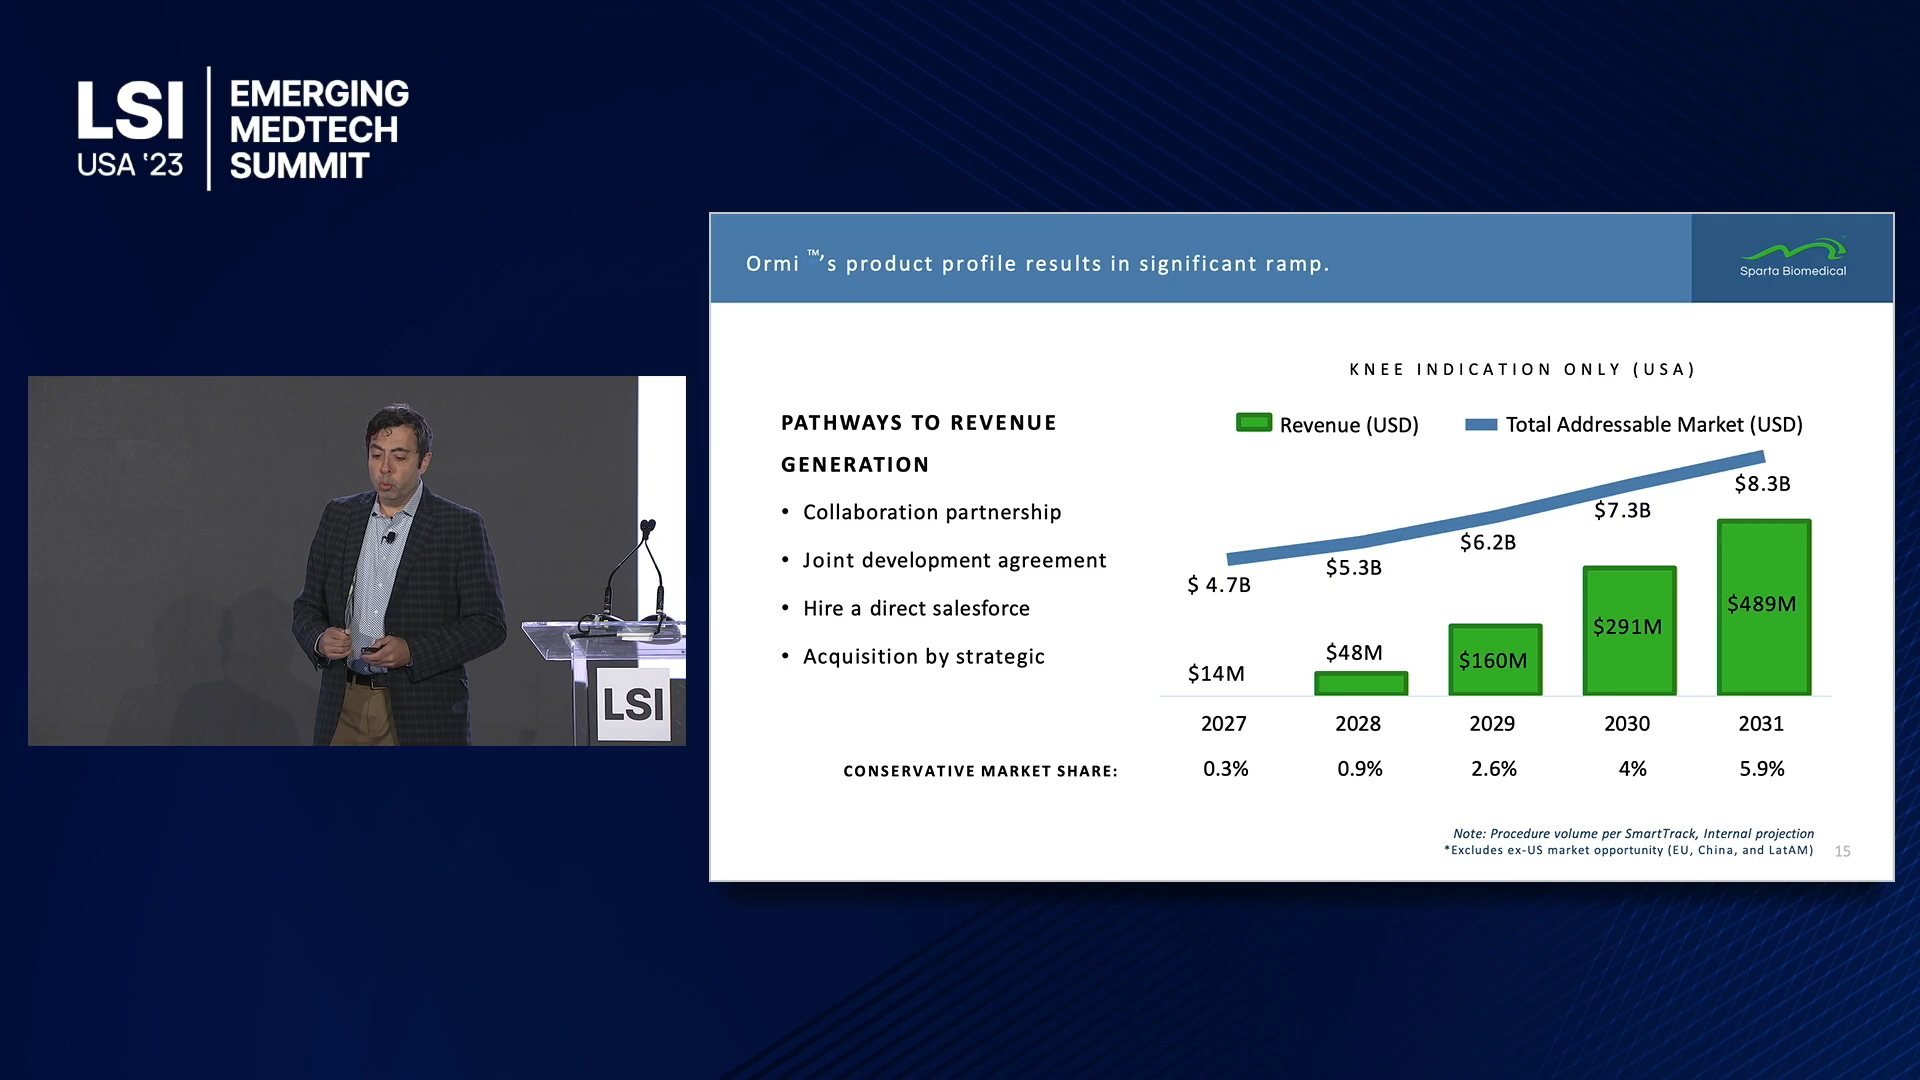 LSI
USA '23
EMERGING
MEDTECH
SUMMIT
Ormi ™'s product profile results in significant ramp.
Sparta Biomedical
PATHWAYS TO REVENUE
GENERATION
• Collaboration partnership
• Joint development agreement
• Hire a direct salesforce
• Acquisition by strategic
KNEE INDICATION ONLY (USA)
Revenue (USD)
Total Addressable Market (USD)
$ 4.7B
$5.3B
$6.2B
$7.3B
$8.3B
$14M
$48M
$160M
$291M
$489M
2027 2028 2029 2030 2031
CONSERVATIVE MARKET SHARE: 0.3% 0.9% 2.6% 4% 5.9%
Note: Procedure volume per SmartTrack, Internal projection
*Excludes ex-US market opportunity (EU, China, and LatAM)
15
LSI